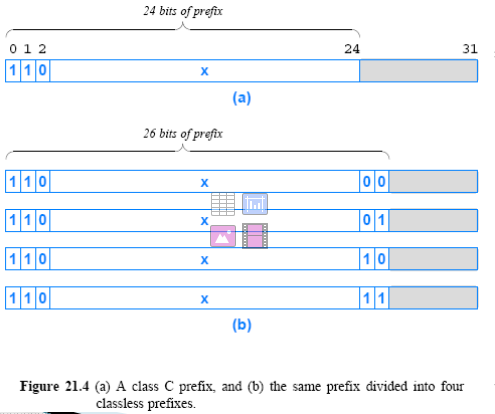 24 bits of prefix
0 1 2 24 31
1 1 0 x
(a)
26 bits of prefix
1 1 0 x 0 0
1 1 0 x 0 1
1 1 0 x 1 0
1 1 0 x 1 1
(b)
Figure 21.4 (a) A class C prefix, and (b) the same prefix divided into four
classless prefixes.